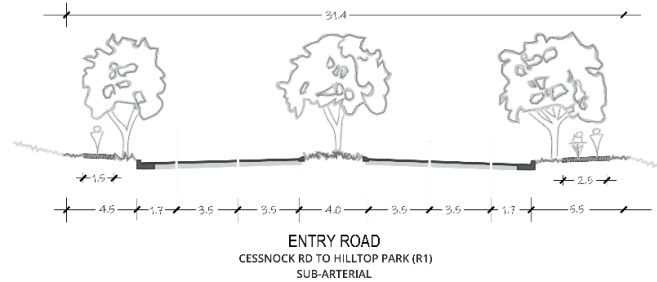 31.4
1.5 2.5
4.5 1.7 3.5 3.5 4.0 3.5 3.5 1.7 5.5
ENTRY ROAD
CESSNOCK RD TO HILLTOP PARK (R1)
SUB-ARTERIAL